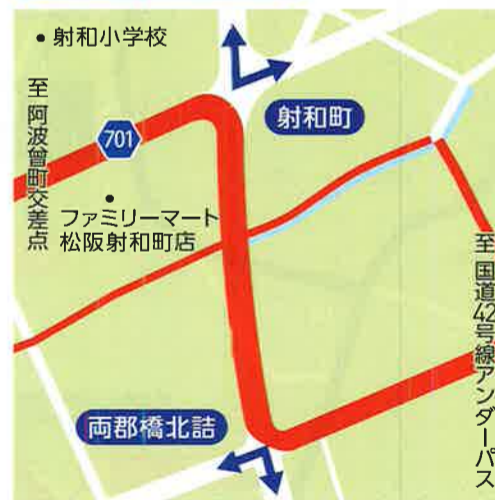 射和小学校
至 阿波曽町交差点
701
射和町
ファミリーマート
松阪射和町店
至 国道42号線アンダーパス
両郡橋北詰